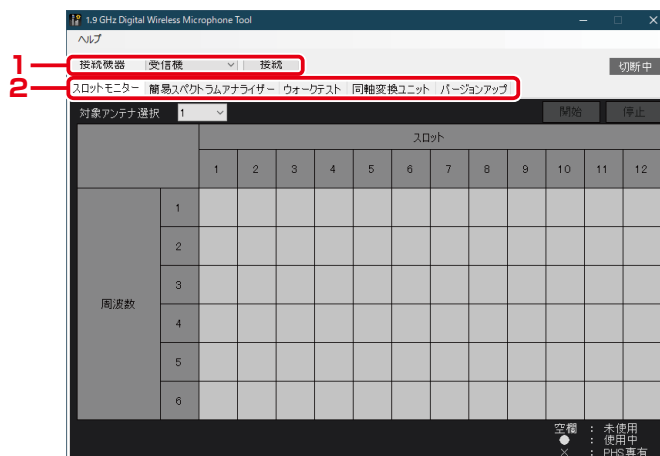 1.9 GHz Digital Wireless Microphone Tool
ヘルプ
1 接続機器 受信機 接続 切断中
2 スロットモニター 簡易スペクトラムアナライザー ウォークテスト 同軸変換ユニット バージョンアップ
対象アンテナ選択 1 開始 停止
スロット
1 2 3 4 5 6 7 8 9 10 11 12
1
2
3
周波数
4
5
6
空欄 : 未使用
● : 使用中
× : PHS専有